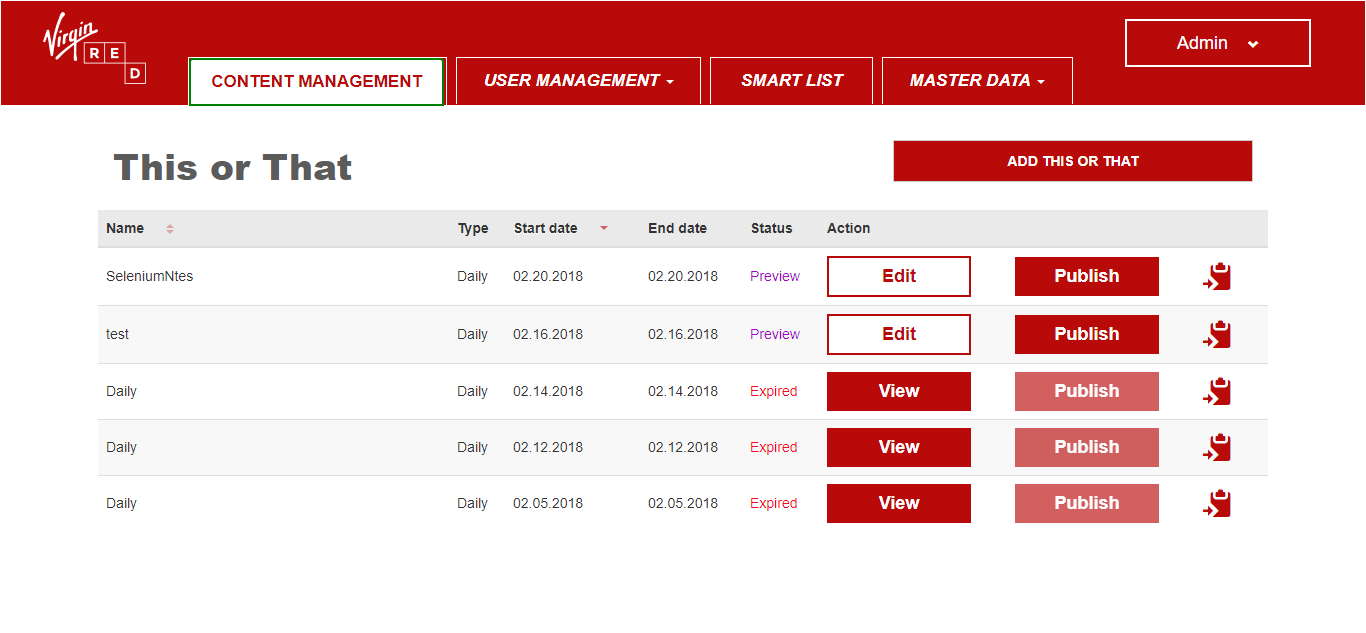 Virgin
RED
Admin
CONTENT MANAGEMENT USER MANAGEMENT SMART LIST MASTER DATA
This or That ADD THIS OR THAT
Name Type Start date End date Status Action
SeleniumNtes Daily 02.20.2018 02.20.2018 Preview Edit Publish
test Daily 02.16.2018 02.16.2018 Preview Edit Publish
Daily Daily 02.14.2018 02.14.2018 Expired View Publish
Daily Daily 02.12.2018 02.12.2018 Expired View Publish
Daily Daily 02.05.2018 02.05.2018 Expired View Publish